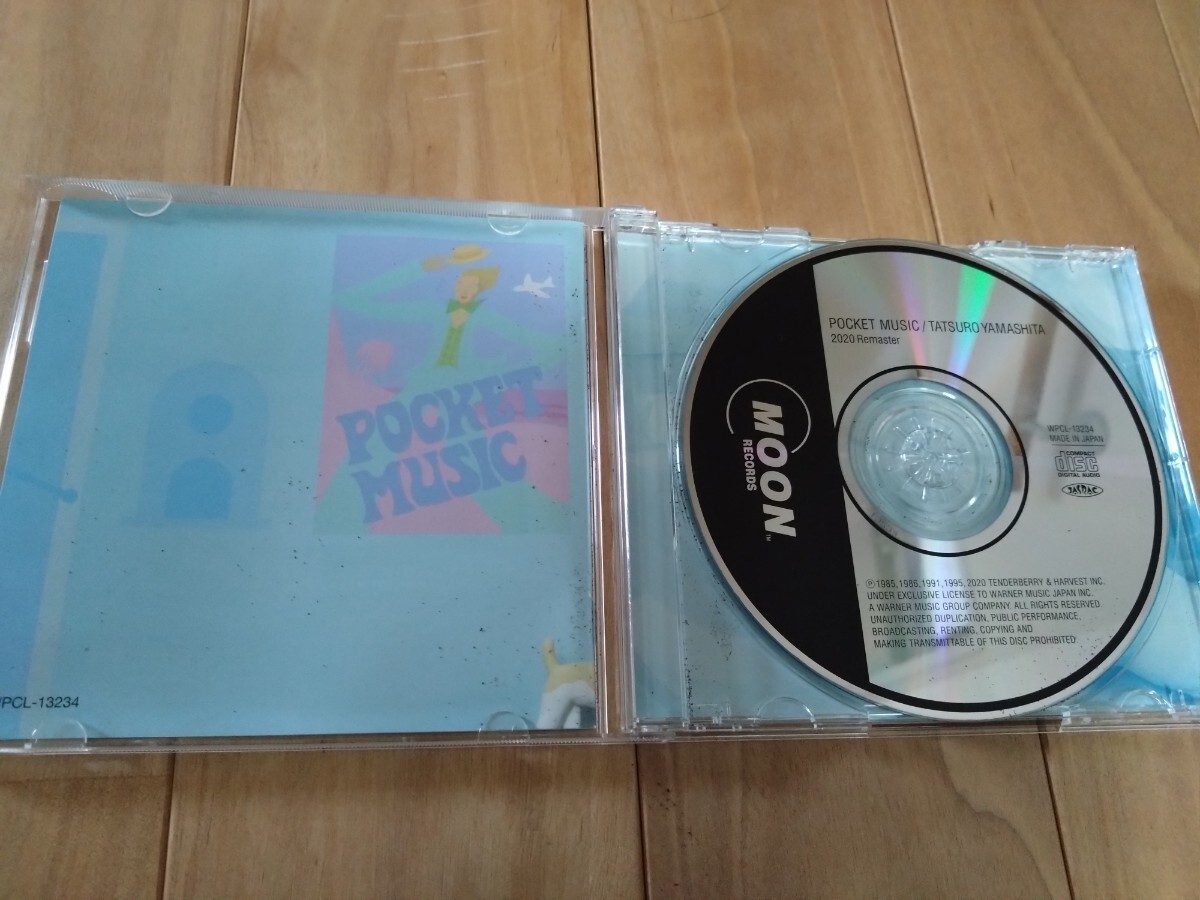 POCKET
MUSIC
WPCL-13234
POCKET MUSIC / TATSURO YAMASHITA
2020 Remaster
MOON
RECORDS
TM
WPCL-13234
MADE IN JAPAN
COMPACT
disc
DIGITAL AUDIO
JASRAC
Ⓟ1985, 1986, 1991, 1995, 2020 TENDERBERRY & HARVEST INC.
UNDER EXCLUSIVE LICENSE TO WARNER MUSIC JAPAN INC.
A WARNER MUSIC GROUP COMPANY. ALL RIGHTS RESERVED.
UNAUTHORIZED DUPLICATION, PUBLIC PERFORMANCE,
BROADCASTING, RENTING, COPYING AND
MAKING TRANSMITTABLE OF THIS DISC PROHIBITED.